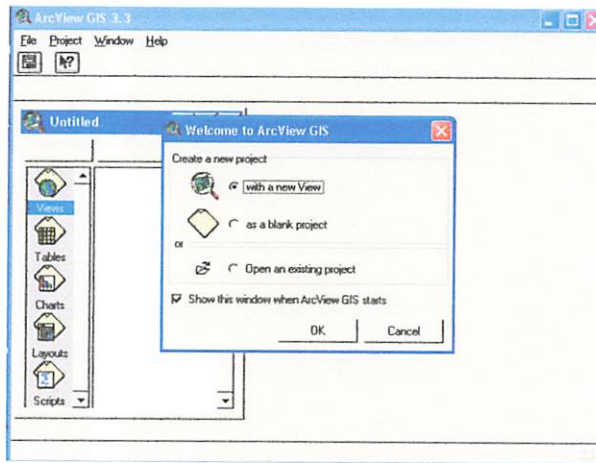 ArcView GIS 3.3
File Project Window Help
Untitled
Views
Tables
Charts
Layouts
Scripts
Welcome to ArcView GIS
Create a new project
with a new View
as a blank project
or
Open an existing project
Show this window when ArcView GIS starts
OK Cancel